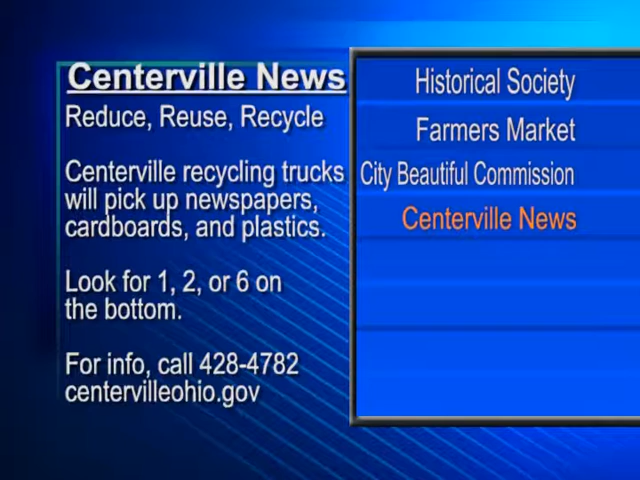 Centerville News
Reduce, Reuse, Recycle
Centerville recycling trucks
will pick up newspapers,
cardboards, and plastics.
Look for 1, 2, or 6 on
the bottom.
For info, call 428-4782
centervilleohio.gov
Historical Society
Farmers Market
City Beautiful Commission
Centerville News